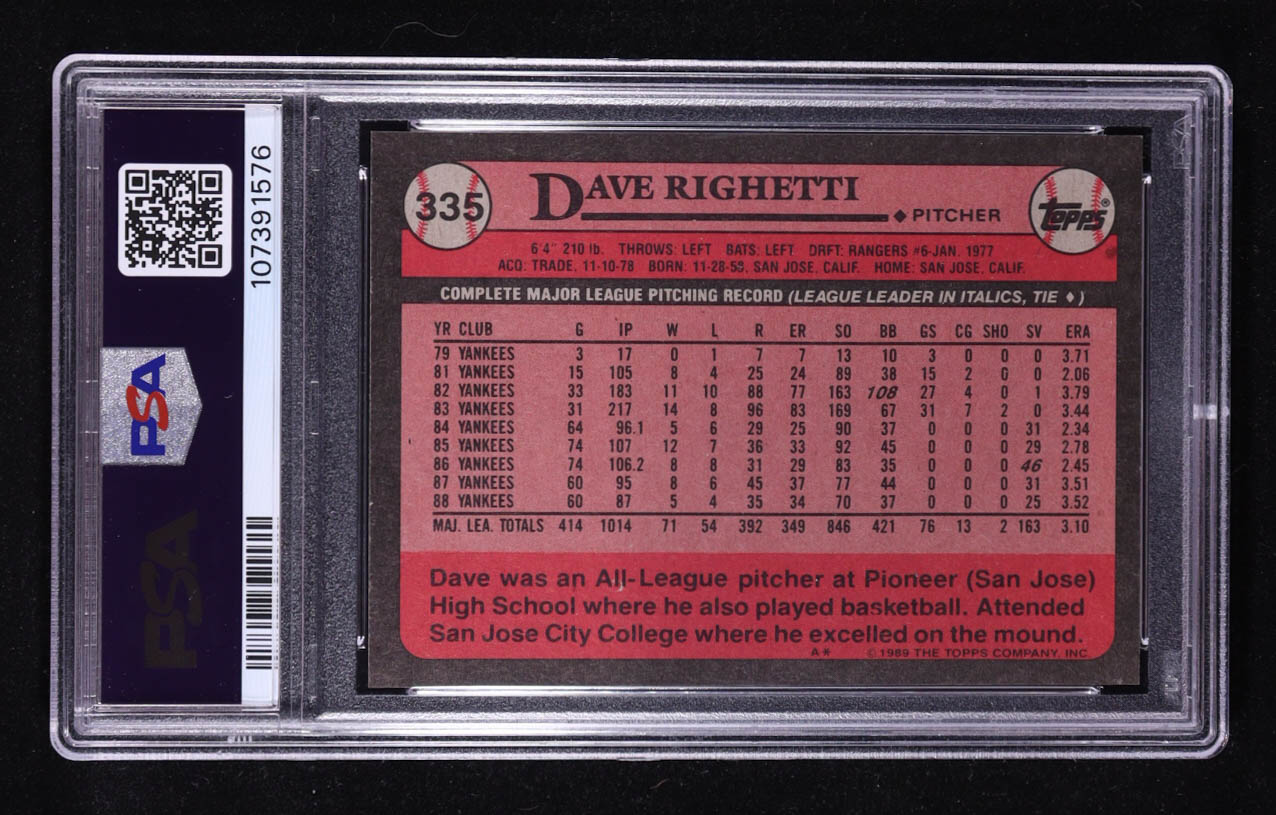 107391576
PSA
PSA
335
DAVE RIGHETTI
◆ PITCHER
TOPPS®
6'4" 210 lb. THROWS: LEFT BATS: LEFT DRFT: RANGERS #6-JAN. 1977
ACQ: TRADE, 11-10-78 BORN: 11-28-58, SAN JOSE, CALIF. HOME: SAN JOSE, CALIF.
COMPLETE MAJOR LEAGUE PITCHING RECORD (LEAGUE LEADER IN ITALICS, TIE ♦)
YR CLUB G IP W L R ER SO BB GS CG SHO SV ERA
79 YANKEES 3 17 0 1 7 7 13 10 3 0 0 0 3.71
81 YANKEES 15 105 8 4 25 24 89 38 15 2 0 0 2.06
82 YANKEES 33 183 11 10 88 77 163 108 27 4 0 1 3.79
83 YANKEES 31 217 14 8 96 83 169 67 31 7 2 0 3.44
84 YANKEES 64 96.1 5 6 29 25 90 37 0 0 0 31 2.34
85 YANKEES 74 107 12 7 36 33 92 45 0 0 0 29 2.78
86 YANKEES 74 106.2 8 8 31 29 83 35 0 0 0 46 2.45
87 YANKEES 60 95 8 6 45 37 77 44 0 0 0 31 3.51
88 YANKEES 60 87 5 4 35 34 70 37 0 0 0 25 3.52
MAJ. LEA. TOTALS 414 1014 71 54 392 349 846 421 76 13 2 163 3.10
Dave was an All-League pitcher at Pioneer (San Jose)
High School where he also played basketball. Attended
San Jose City College where he excelled on the mound.
A* © 1989 THE TOPPS COMPANY, INC.